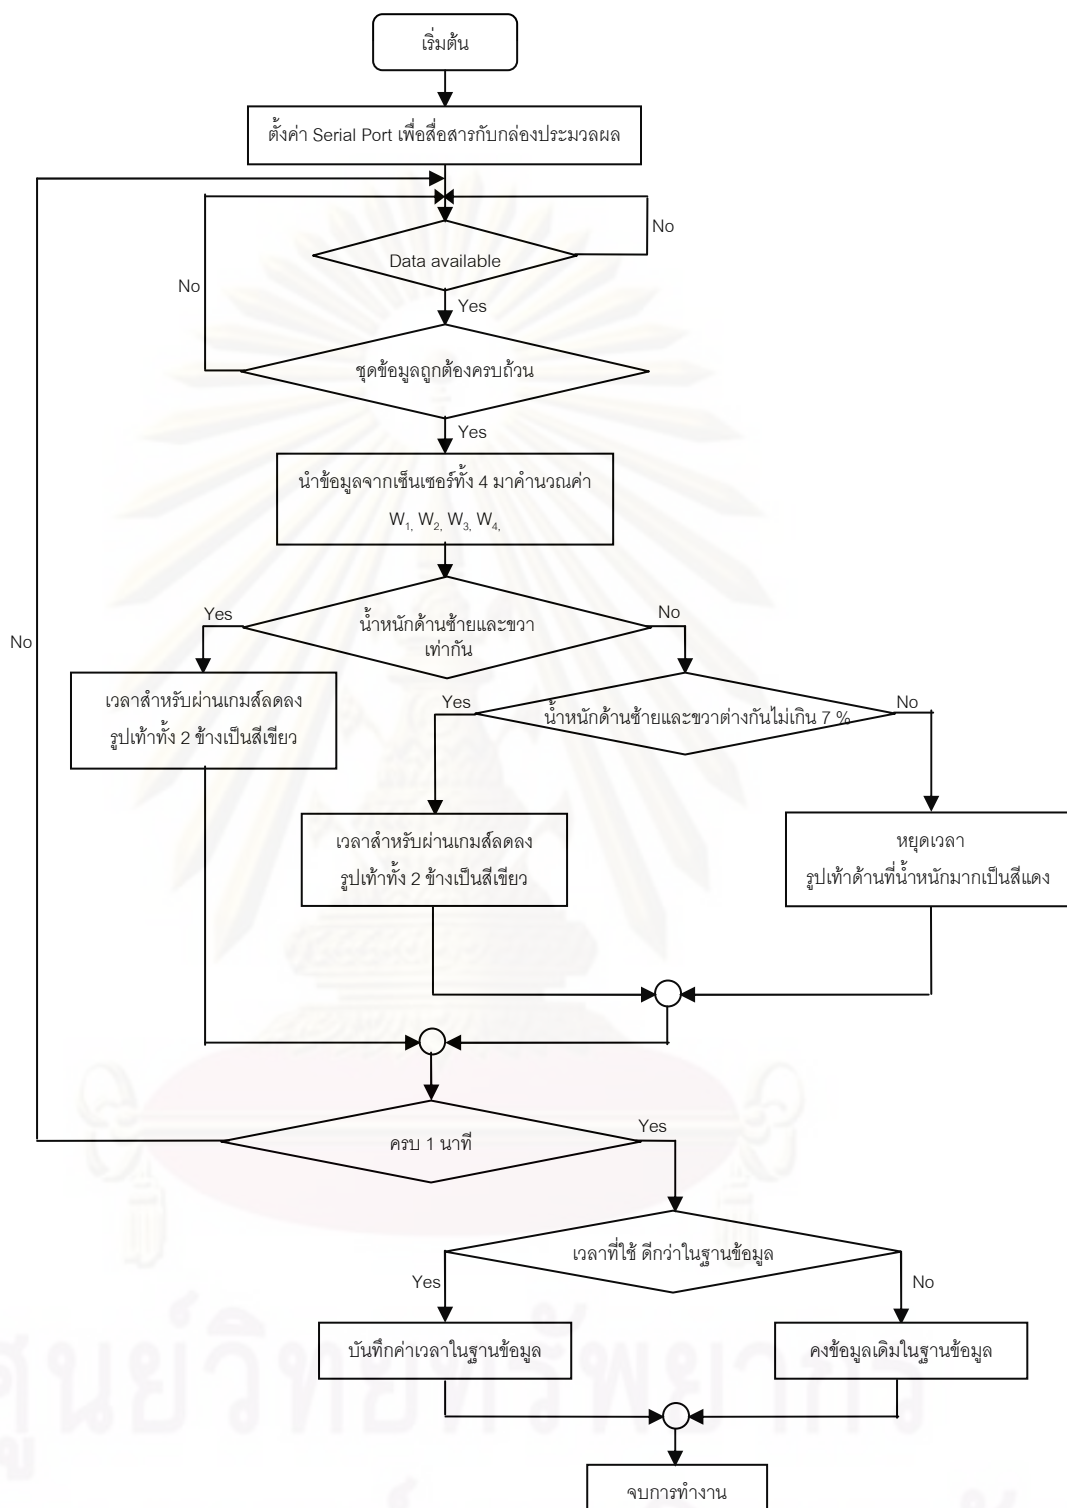 เริ่มต้น
ตั้งค่า Serial Port เพื่อสื่อสารกับกล่องประมวลผล
No
Data available
No
Yes
ชุดข้อมูลถูกต้องครบถ้วน
Yes
นำข้อมูลจากเซ็นเซอร์ทั้ง 4 มาคำนวณค่า
W1, W2, W3, W4,
Yes
No
น้ำหนักด้านซ้ายและขวา
เท่ากัน
No
เวลาสำหรับผ่านเกมส์ลดลง
รูปเท้าทั้ง 2 ข้างเป็นสีเขียว
Yes
No
น้ำหนักด้านซ้ายและขวาต่างกันไม่เกิน 7 %
เวลาสำหรับผ่านเกมส์ลดลง
รูปเท้าทั้ง 2 ข้างเป็นสีเขียว
หยุดเวลา
รูปเท้าด้านที่น้ำหนักมากเป็นสีแดง
Yes
ครบ 1 นาที
เวลาที่ใช้ ดีกว่าในฐานข้อมูล
Yes
No
บันทึกค่าเวลาในฐานข้อมูล
คงข้อมูลเดิมในฐานข้อมูล
ศูนย์วิทยทรัพยากร
จบการทำงาน